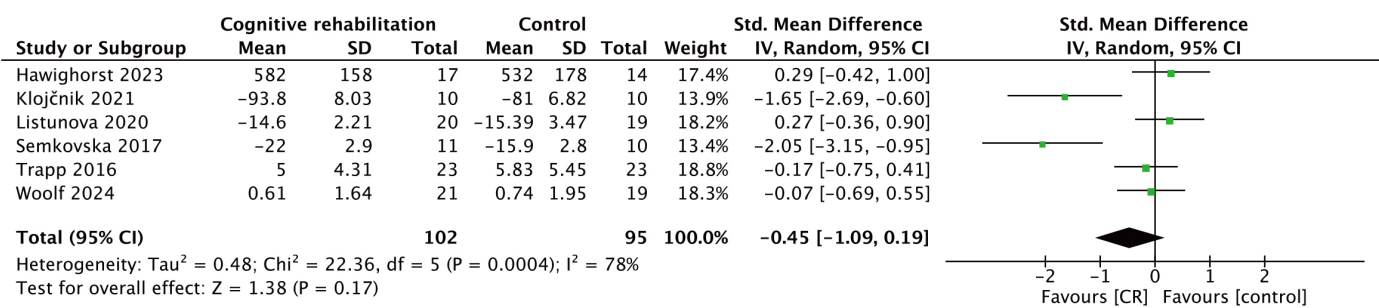 Cognitive rehabilitation Control Std. Mean Difference Std. Mean Difference
Study or Subgroup Mean SD Total Mean SD Total Weight IV, Random, 95% CI IV, Random, 95% CI
Hawighorst 2023 582 158 17 532 178 14 17.4% 0.29 [−0.42, 1.00]
Klojčnik 2021 −93.8 8.03 10 −81 6.82 10 13.9% −1.65 [−2.69, −0.60]
Listunova 2020 −14.6 2.21 20 −15.39 3.47 19 18.2% 0.27 [−0.36, 0.90]
Semkovska 2017 −22 2.9 11 −15.9 2.8 10 13.4% −2.05 [−3.15, −0.95]
Trapp 2016 5 4.31 23 5.83 5.45 23 18.8% −0.17 [−0.75, 0.41]
Woolf 2024 0.61 1.64 21 0.74 1.95 19 18.3% −0.07 [−0.69, 0.55]
Total (95% CI) 102 95 100.0% −0.45 [−1.09, 0.19]
Heterogeneity: Tau² = 0.48; Chi² = 22.36, df = 5 (P = 0.0004); I² = 78%
Test for overall effect: Z = 1.38 (P = 0.17)
−2 −1 0 1 2
Favours [CR] Favours [control]